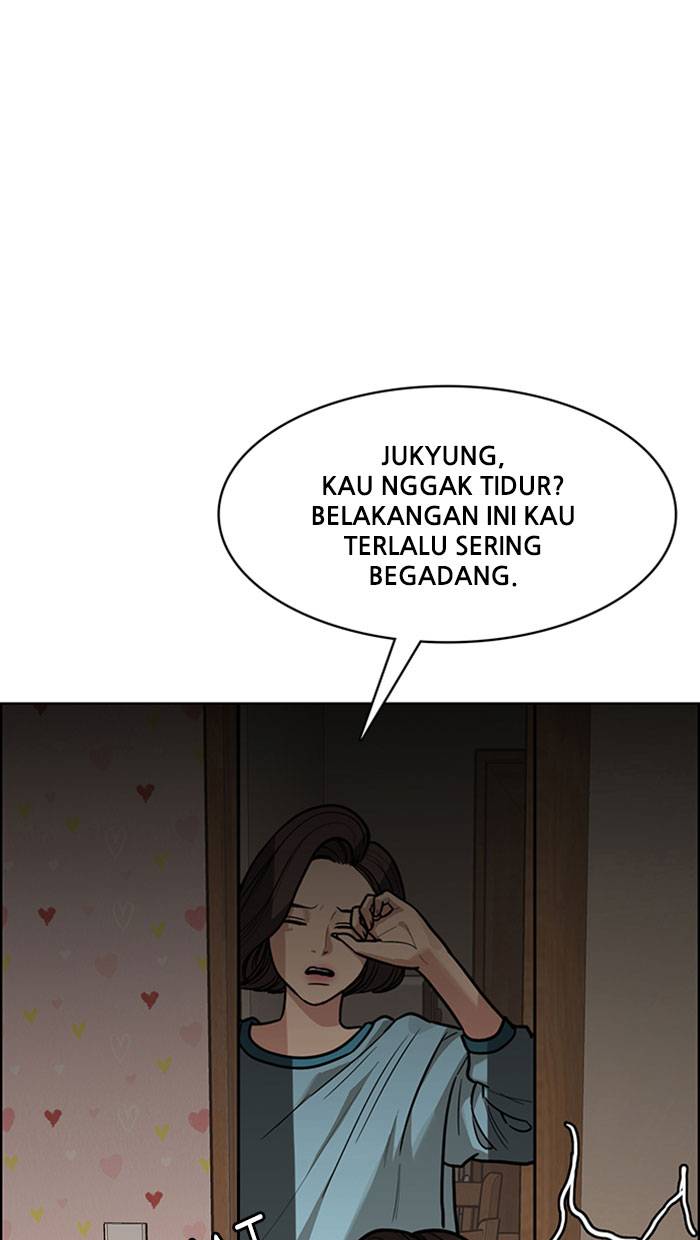 JUKYUNG,
KAU NGGAK TIDUR?
BELAKANGAN INI KAU
TERLALU SERING
BEGADANG.